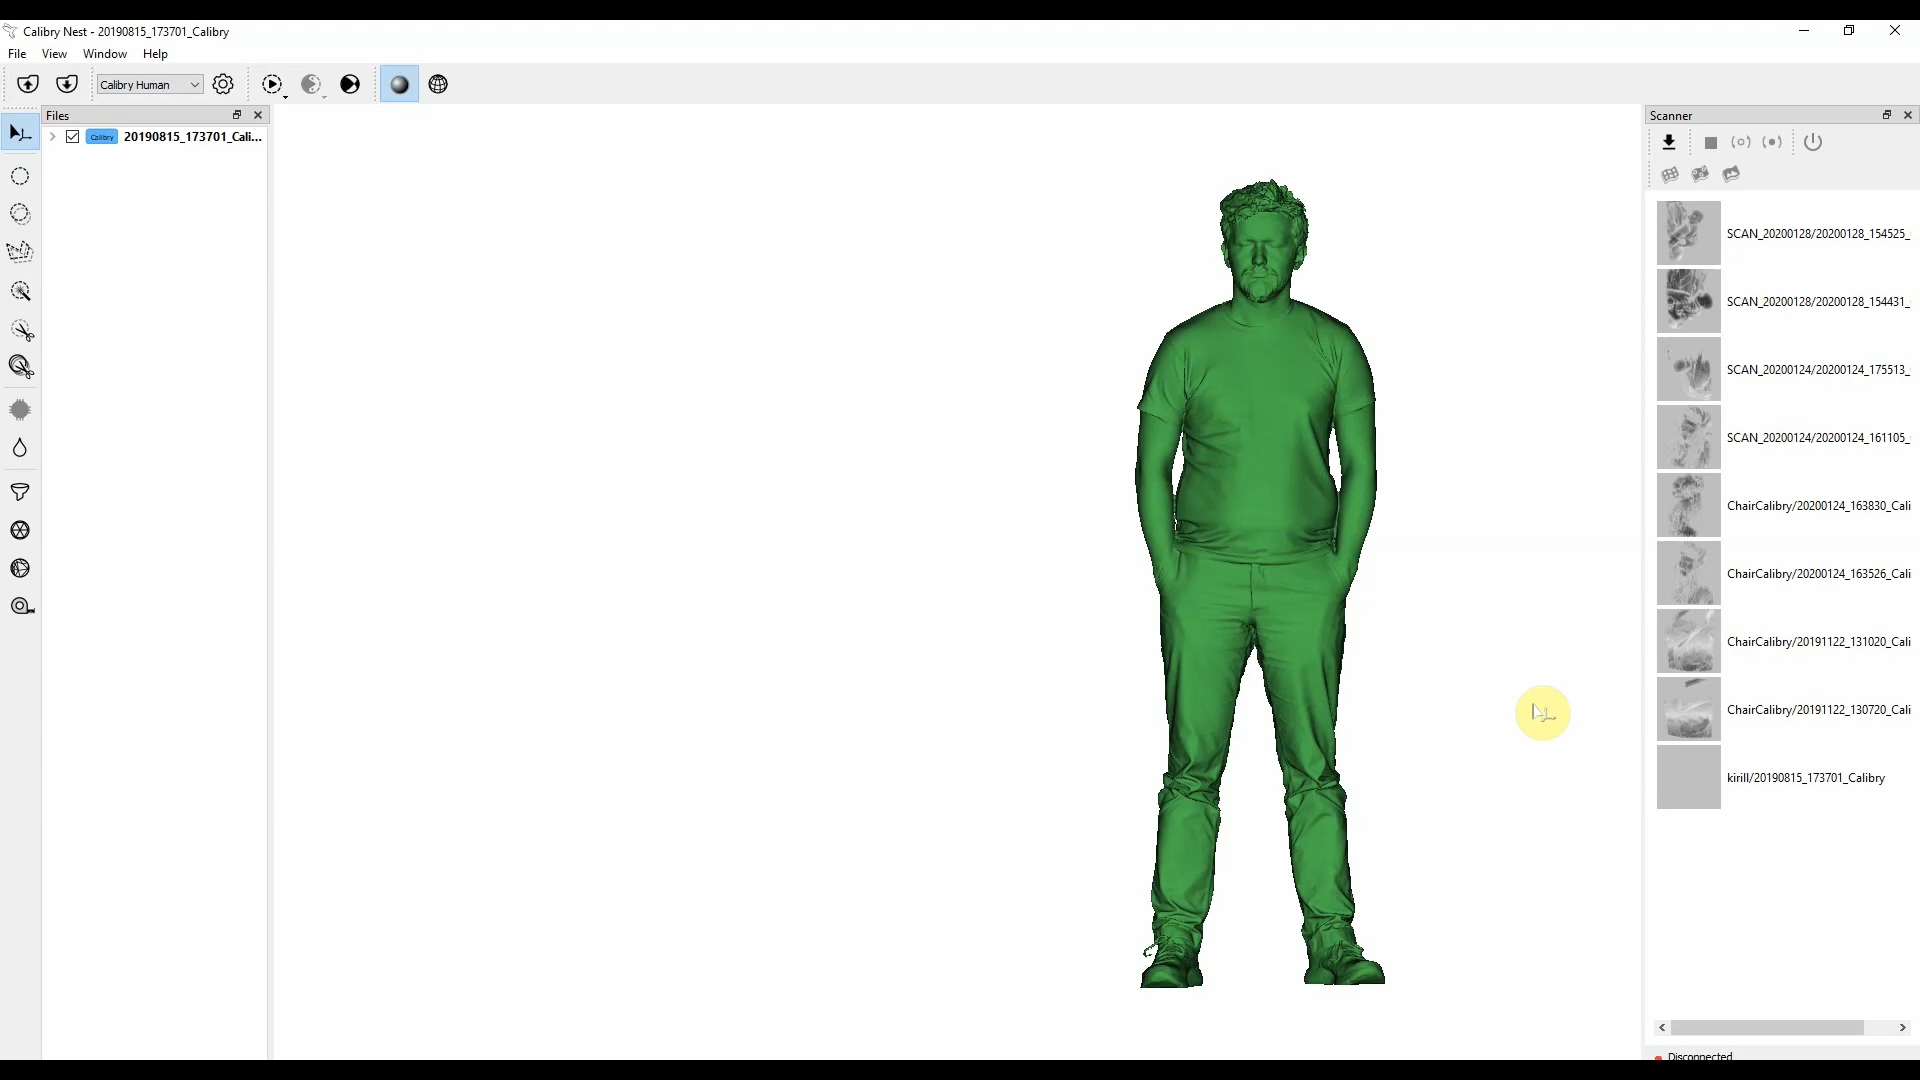 Calibry Nest - 20190815_173701_Calibry
File View Window Help
Calibry Human
Files
Calibry 20190815_173701_Cali...
Scanner
SCAN_20200128/20200128_154525_
SCAN_20200128/20200128_154431_
SCAN_20200124/20200124_175513_
SCAN_20200124/20200124_161105_
ChairCalibry/20200124_163830_Cali
ChairCalibry/20200124_163526_Cali
ChairCalibry/20191122_131020_Cali
ChairCalibry/20191122_130720_Cali
kirill/20190815_173701_Calibry
Disconnected